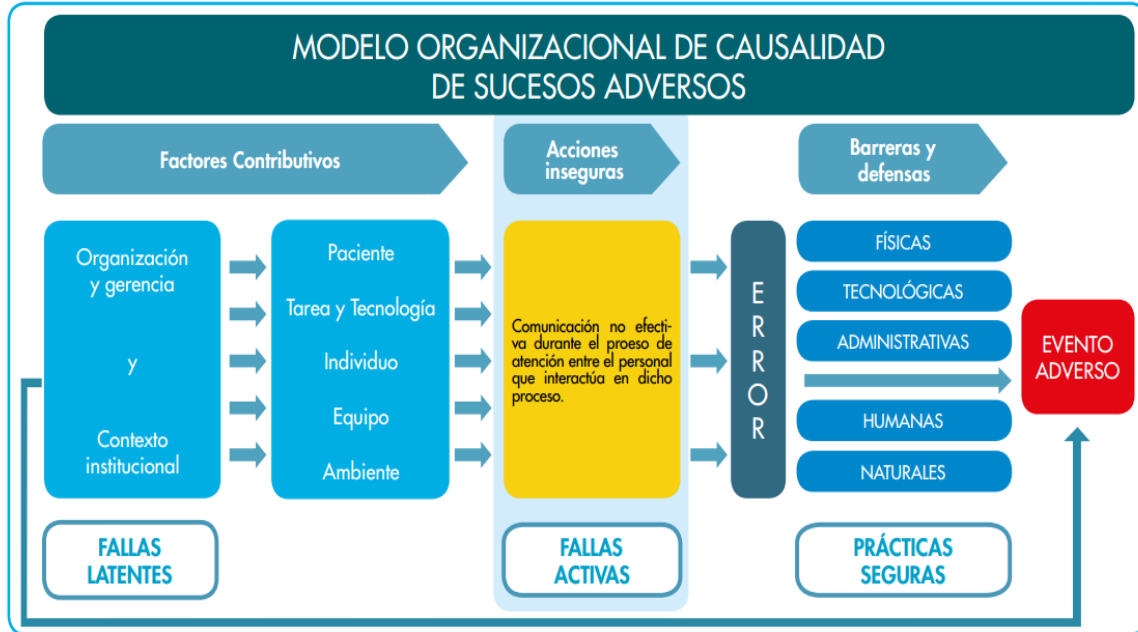 MODELO ORGANIZACIONAL DE CAUSALIDAD
DE SUCESOS ADVERSOS
Factores Contributivos
Acciones
inseguras
Barreras y
defensas
Organización
y gerencia
y
Contexto
institucional
Paciente
Tarea y Tecnología
Individuo
Equipo
Ambiente
Comunicación no efecti-
va durante el proeso de
atención entre el personal
que interactúa en dicho
proceso.
ERROR
FÍSICAS
TECNOLÓGICAS
ADMINISTRATIVAS
HUMANAS
NATURALES
EVENTO
ADVERSO
FALLAS
LATENTES
FALLAS
ACTIVAS
PRÁCTICAS
SEGURAS